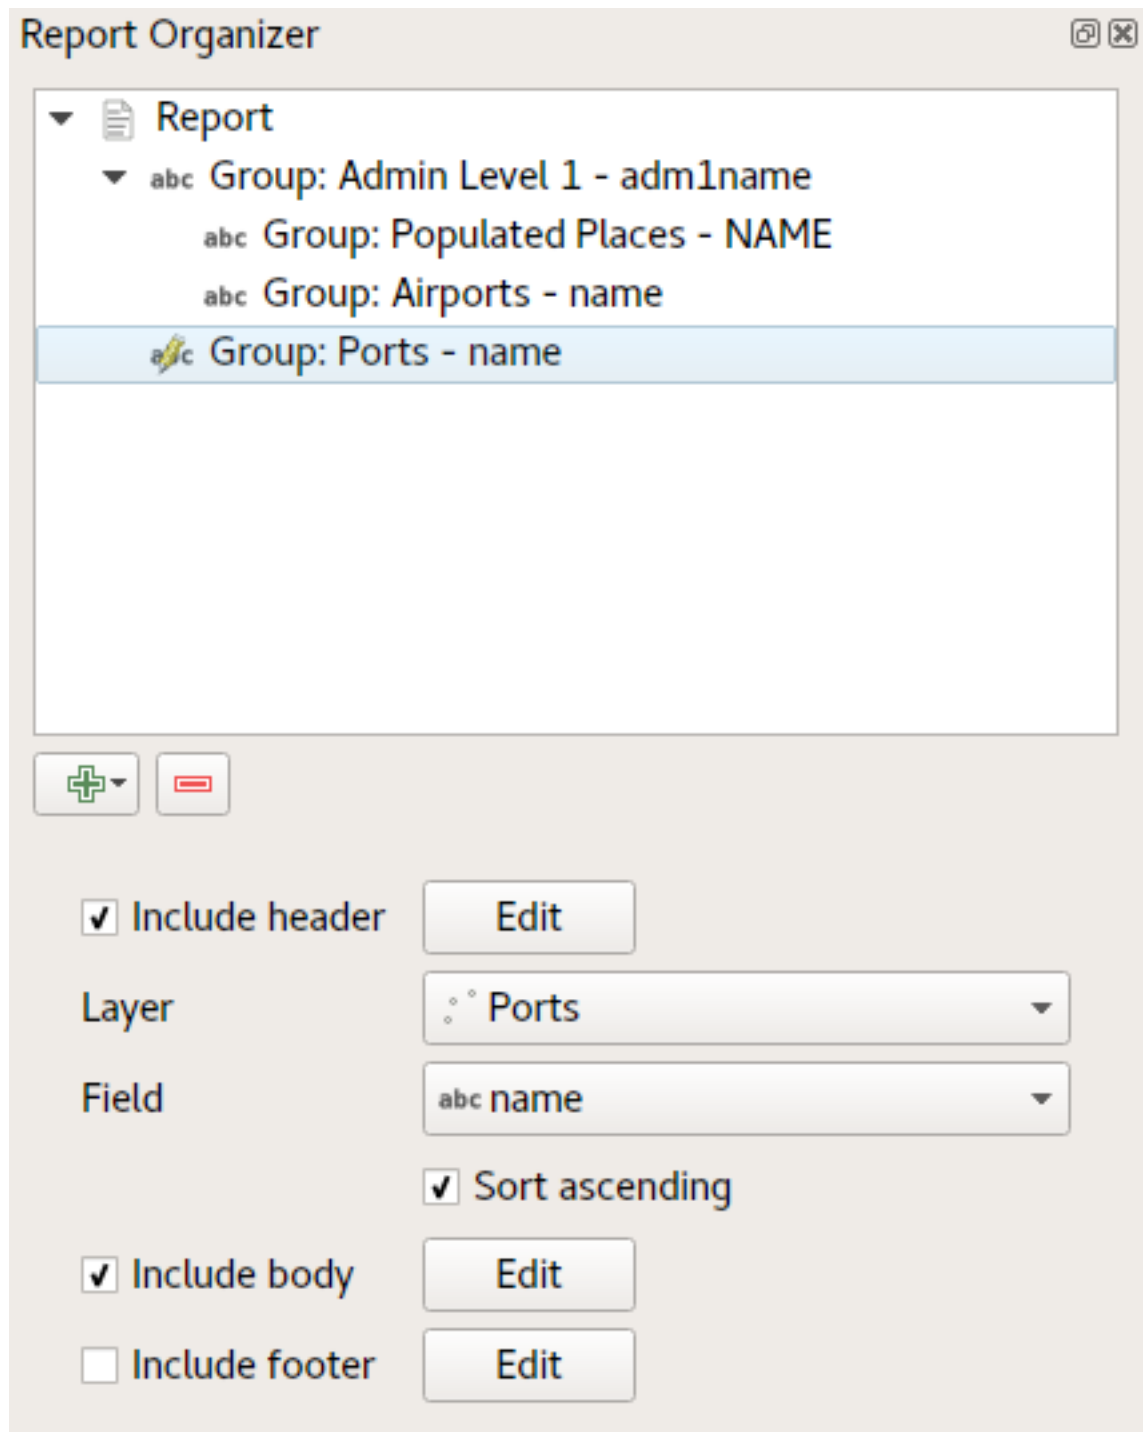 Report Organizer
Report
abc Group: Admin Level 1 - adm1name
abc Group: Populated Places - NAME
abc Group: Airports - name
Group: Ports - name
Include header Edit
Layer Ports
Field abc name
Sort ascending
Include body Edit
Include footer Edit